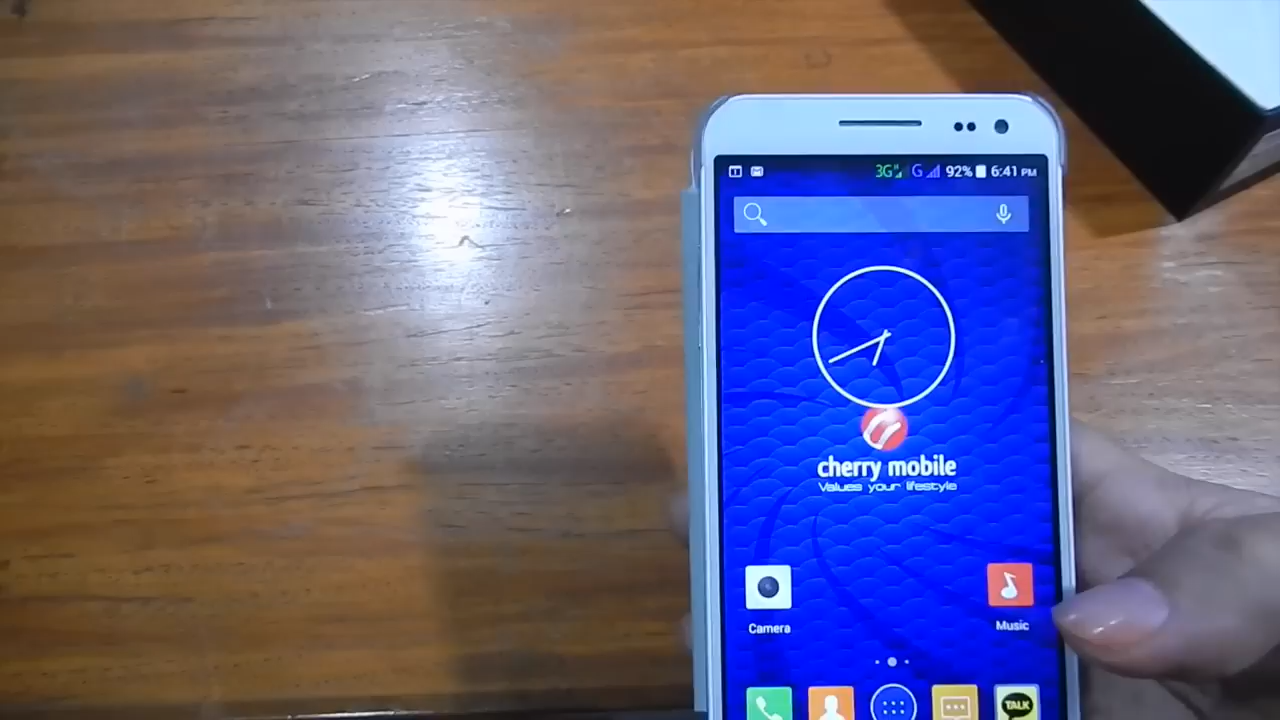 3G H G 92% 6:41 PM
cherry mobile
Values your lifestyle
Camera
Music
TALK